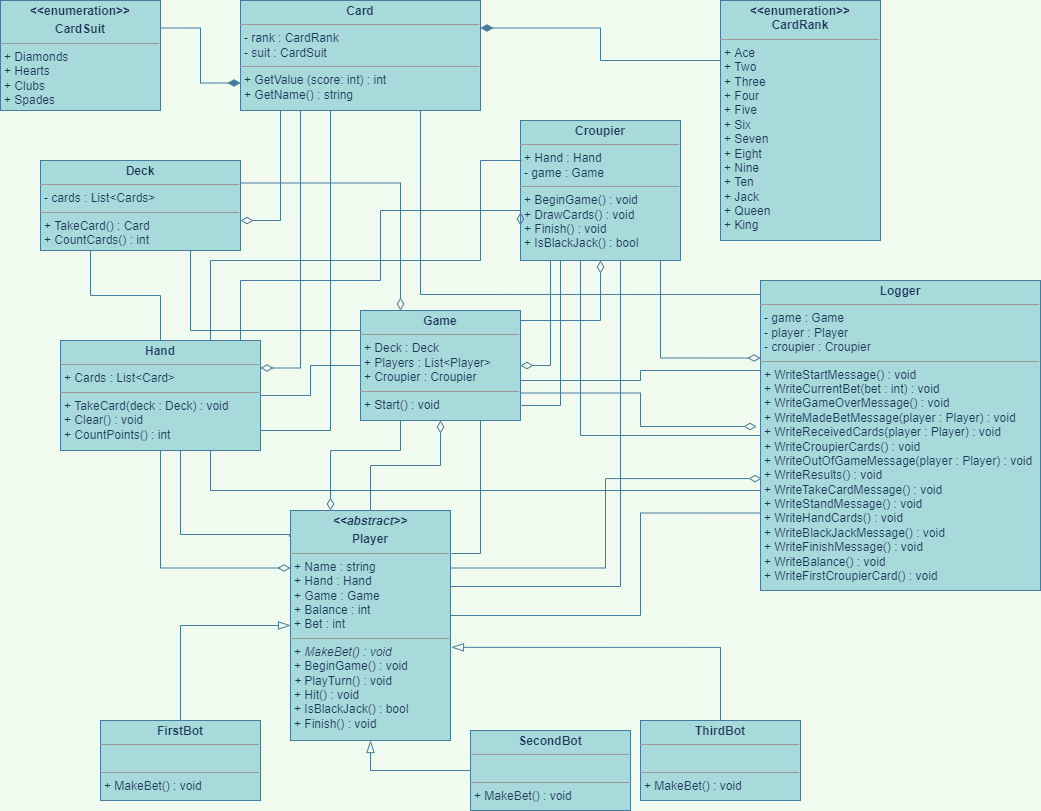 <<enumeration>>
CardSuit
+ Diamonds
+ Hearts
+ Clubs
+ Spades
Card
- rank : CardRank
- suit : CardSuit
+ GetValue (score: int) : int
+ GetName() : string
<<enumeration>>
CardRank
+ Ace
+ Two
+ Three
+ Four
+ Five
+ Six
+ Seven
+ Eight
+ Nine
+ Ten
+ Jack
+ Queen
+ King
Croupier
+ Hand : Hand
- game : Game
+ BeginGame() : void
+ DrawCards() : void
+ Finish() : void
+ IsBlackJack() : bool
Deck
- cards : List<Cards>
+ TakeCard() : Card
+ CountCards() : int
Logger
- game : Game
- player : Player
- croupier : Croupier
+ WriteStartMessage() : void
+ WriteCurrentBet(bet : int) : void
+ WriteGameOverMessage() : void
+ WriteMadeBetMessage(player : Player) : void
+ WriteReceivedCards(player : Player) : void
+ WriteCroupierCards() : void
+ WriteOutOfGameMessage(player : Player) : void
+ WriteResults() : void
+ WriteTakeCardMessage() : void
+ WriteStandMessage() : void
+ WriteHandCards() : void
+ WriteBlackJackMessage() : void
+ WriteFinishMessage() : void
+ WriteBalance() : void
+ WriteFirstCroupierCard() : void
Game
+ Deck : Deck
+ Players : List<Player>
+ Croupier : Croupier
+ Start() : void
Hand
+ Cards : List<Card>
+ TakeCard(deck : Deck) : void
+ Clear() : void
+ CountPoints() : int
<<abstract>>
Player
+ Name : string
+ Hand : Hand
+ Game : Game
+ Balance : int
+ Bet : int
+ MakeBet() : void
+ BeginGame() : void
+ PlayTurn() : void
+ Hit() : void
+ IsBlackJack() : bool
+ Finish() : void
FirstBot
+ MakeBet() : void
SecondBot
+ MakeBet() : void
ThirdBot
+ MakeBet() : void